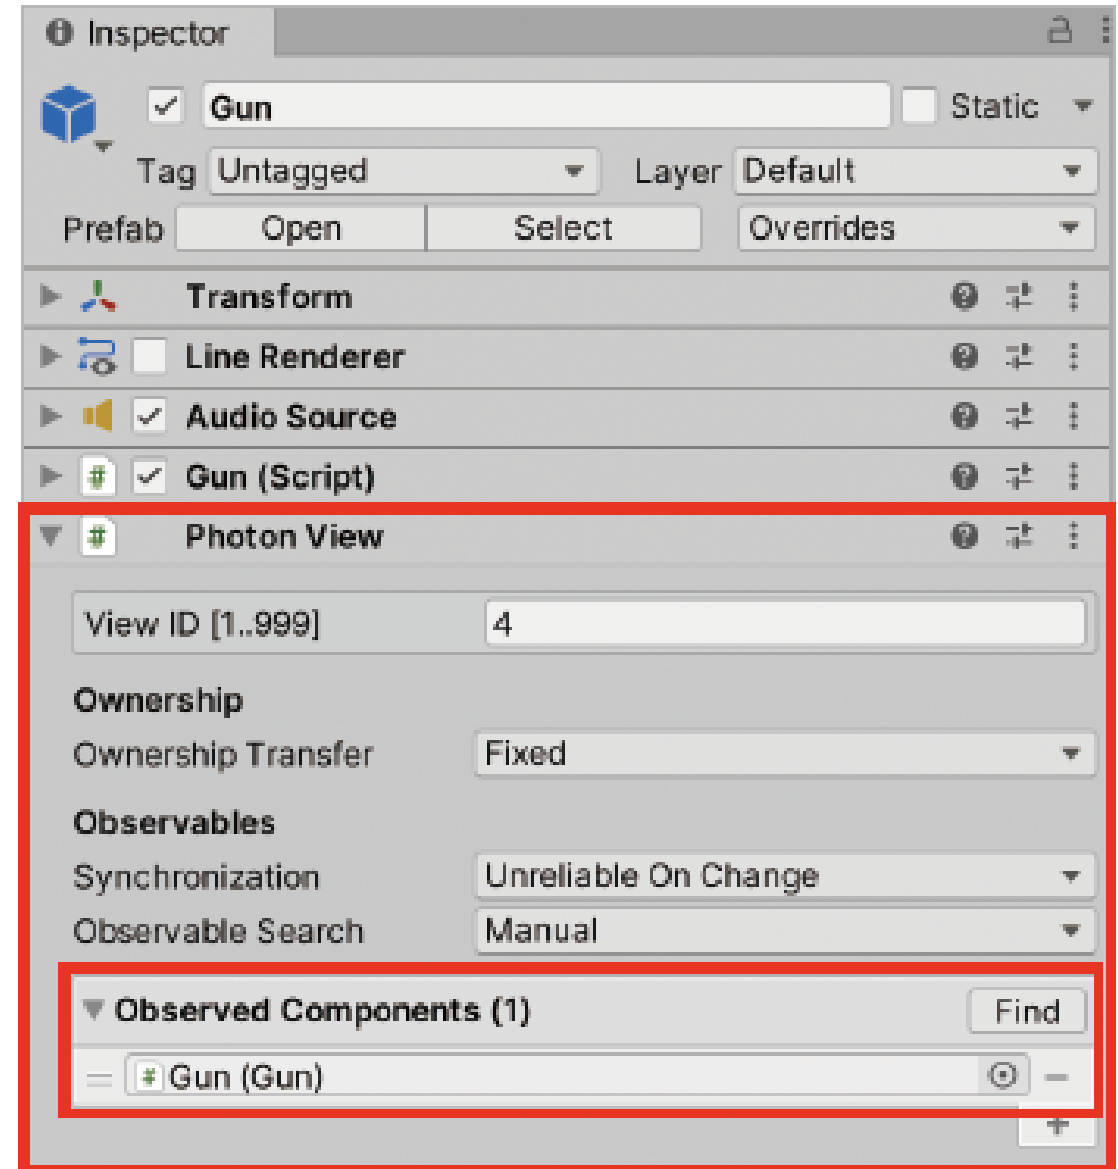 Inspector
Gun Static
Tag Untagged Layer Default
Prefab Open Select Overrides
Transform
Line Renderer
Audio Source
# Gun (Script)
# Photon View
View ID [1..999] 4
Ownership
Ownership Transfer Fixed
Observables
Synchronization Unreliable On Change
Observable Search Manual
Observed Components (1) Find
# Gun (Gun)